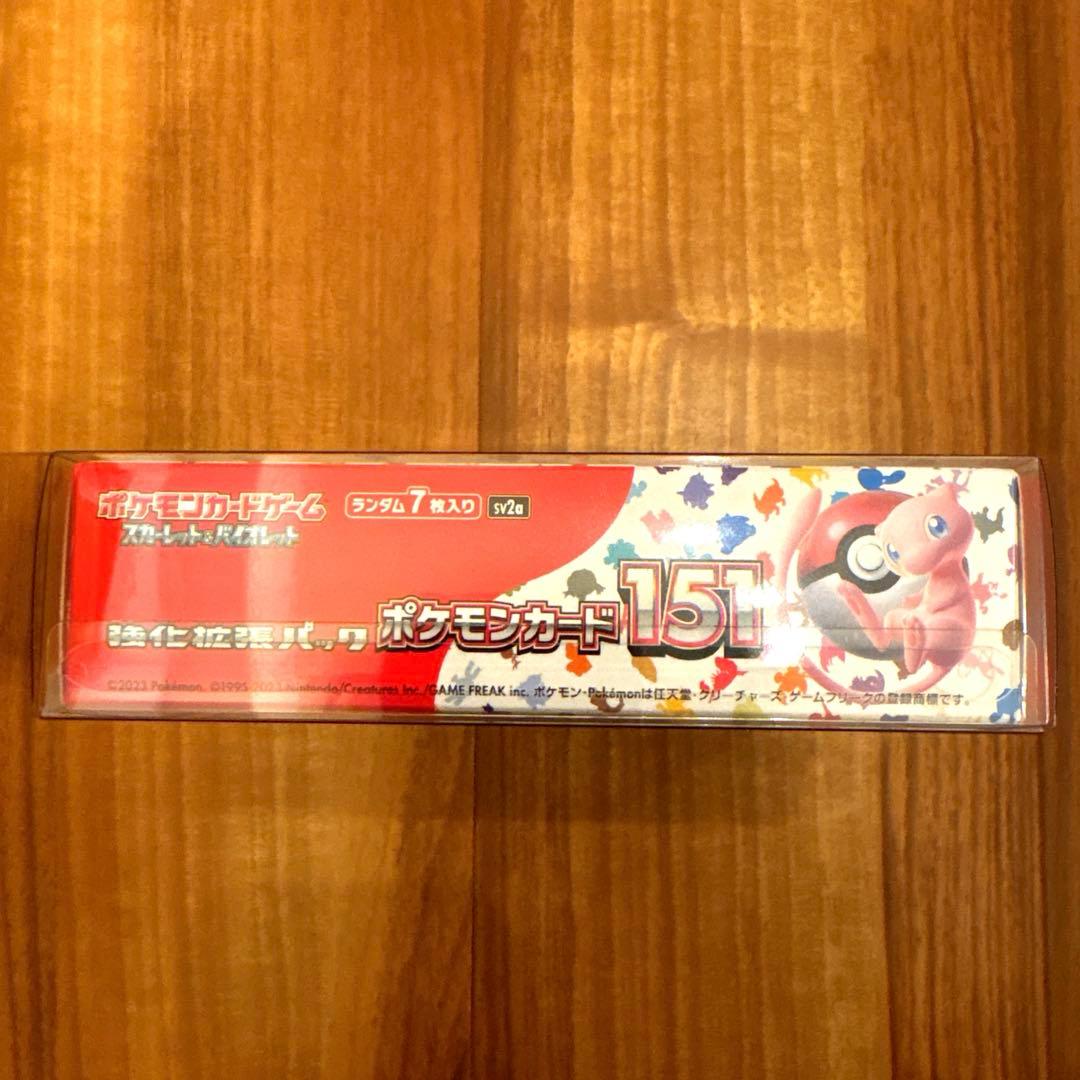 ポケモンカードゲーム
スカーレット&バイオレット
ランダム7枚入り sv2a
強化拡張パック ポケモンカード151
©2023 Pokémon. ©1995-2023 Nintendo/Creatures Inc./GAME FREAK inc. ポケモン・Pokémonは任天堂・クリーチャーズ・ゲームフリークの登録商標です。